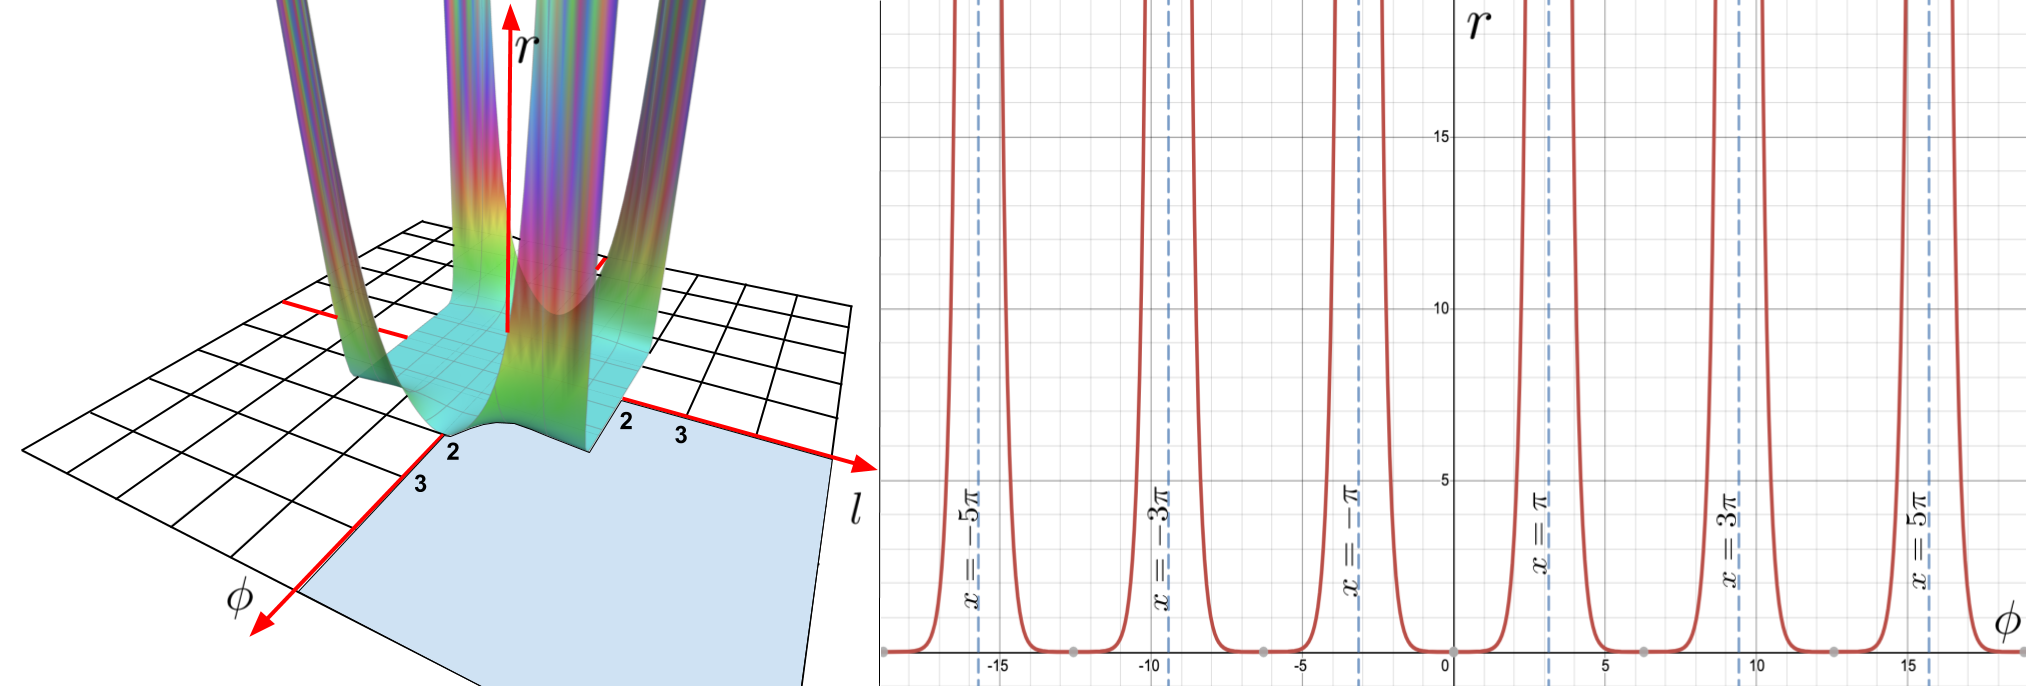 r
2
3
2
3
l
ϕ
r
15
10
5
x = −5π
x = −3π
x = −π
x = π
x = 3π
x = 5π
ϕ
-15
-10
-5
0
5
10
15